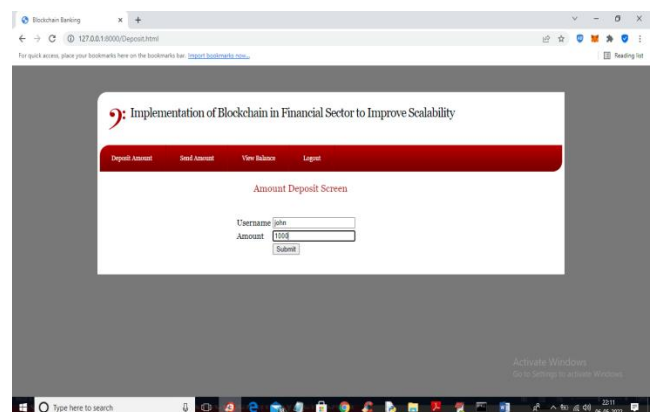 Blockchain Banking
127.0.0.1:8000/Deposit.html
For quick access, place your bookmarks here on the bookmarks bar. Import bookmarks now...
Reading list
Implementation of Blockchain in Financial Sector to Improve Scalability
Deposit Amount Send Amount View Balance Logout
Amount Deposit Screen
Username john
Amount 1000
Submit
Activate Windows
Go to Settings to activate Windows.
Type here to search
22:11